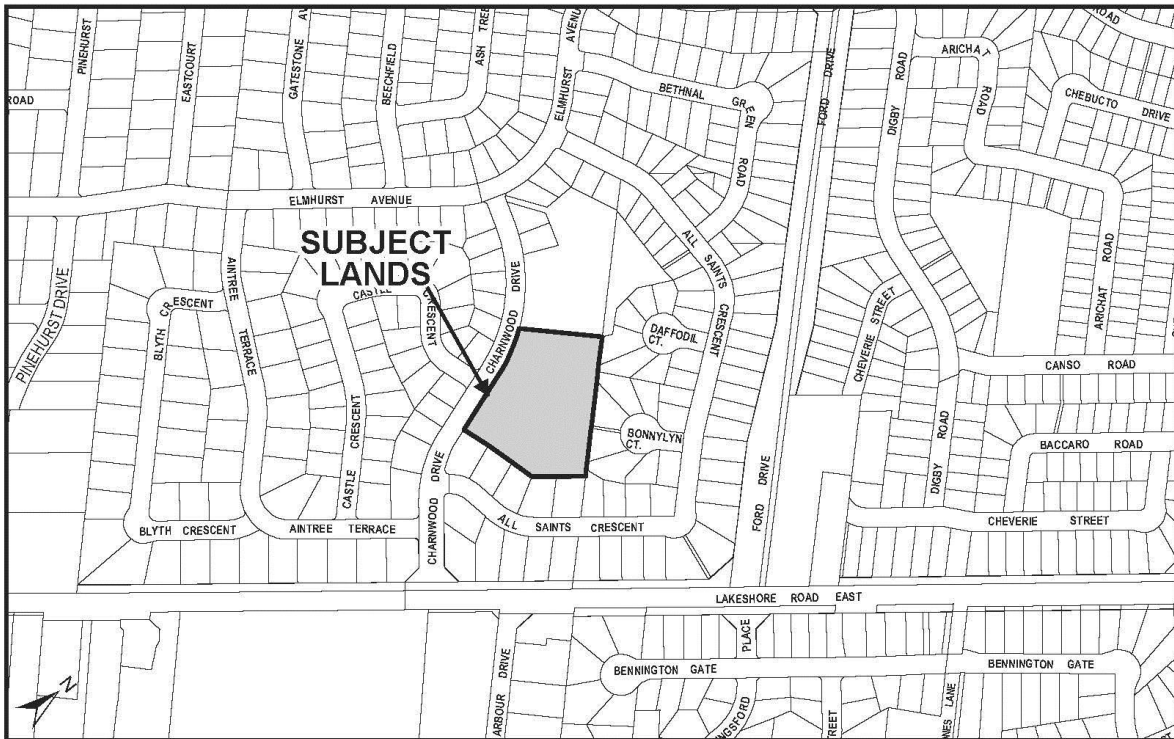 PINEHURST
EASTCOURT
GATESTONE AV
BEECHFIELD
ASH TREE
ELMHURST AVENUE
BETHNAL GREEN ROAD
FORD DRIVE
DIGBY ROAD
ARICHAT ROAD
ROAD
CHEBUCTO DRIVE
ROAD
ELMHURST AVENUE
SUBJECT
LANDS
CHARNWOOD DRIVE
ALL SAINTS CRESCENT
ARICHAT ROAD
PINEHURST DRIVE
BLYTH CRESCENT
AINTREE TERRACE
CASTLE CRESCENT
DAFFODIL
CT.
CHEVERIE STREET
CANSO ROAD
CASTLE CRESCENT
CHARNWOOD DRIVE
BONNYLYN
CT.
FORD DRIVE
DIGBY ROAD
BACCARO ROAD
BLYTH CRESCENT
AINTREE TERRACE
ALL SAINTS CRESCENT
CHEVERIE STREET
LAKESHORE ROAD EAST
PLACE
BENNINGTON GATE
BENNINGTON GATE
N
ARBOUR DRIVE
INGSFORD
TREET
NES LANE